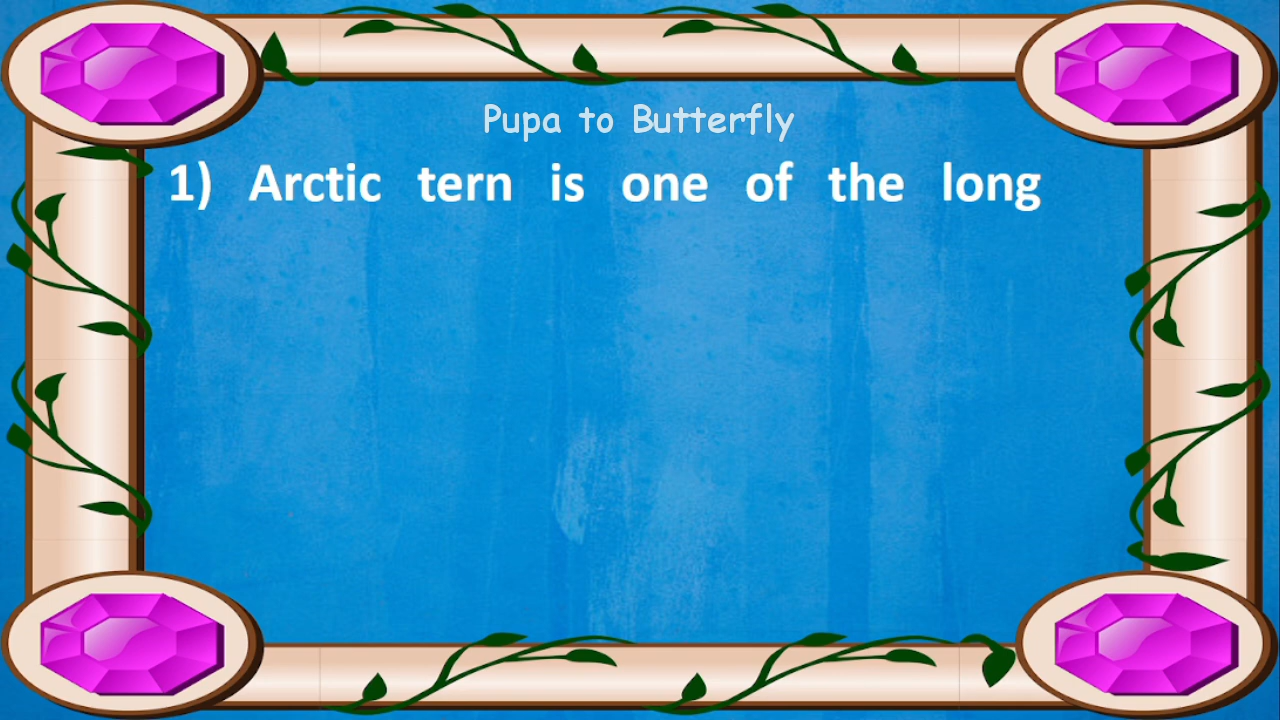 Pupa to Butterfly
1) Arctic tern is one of the long